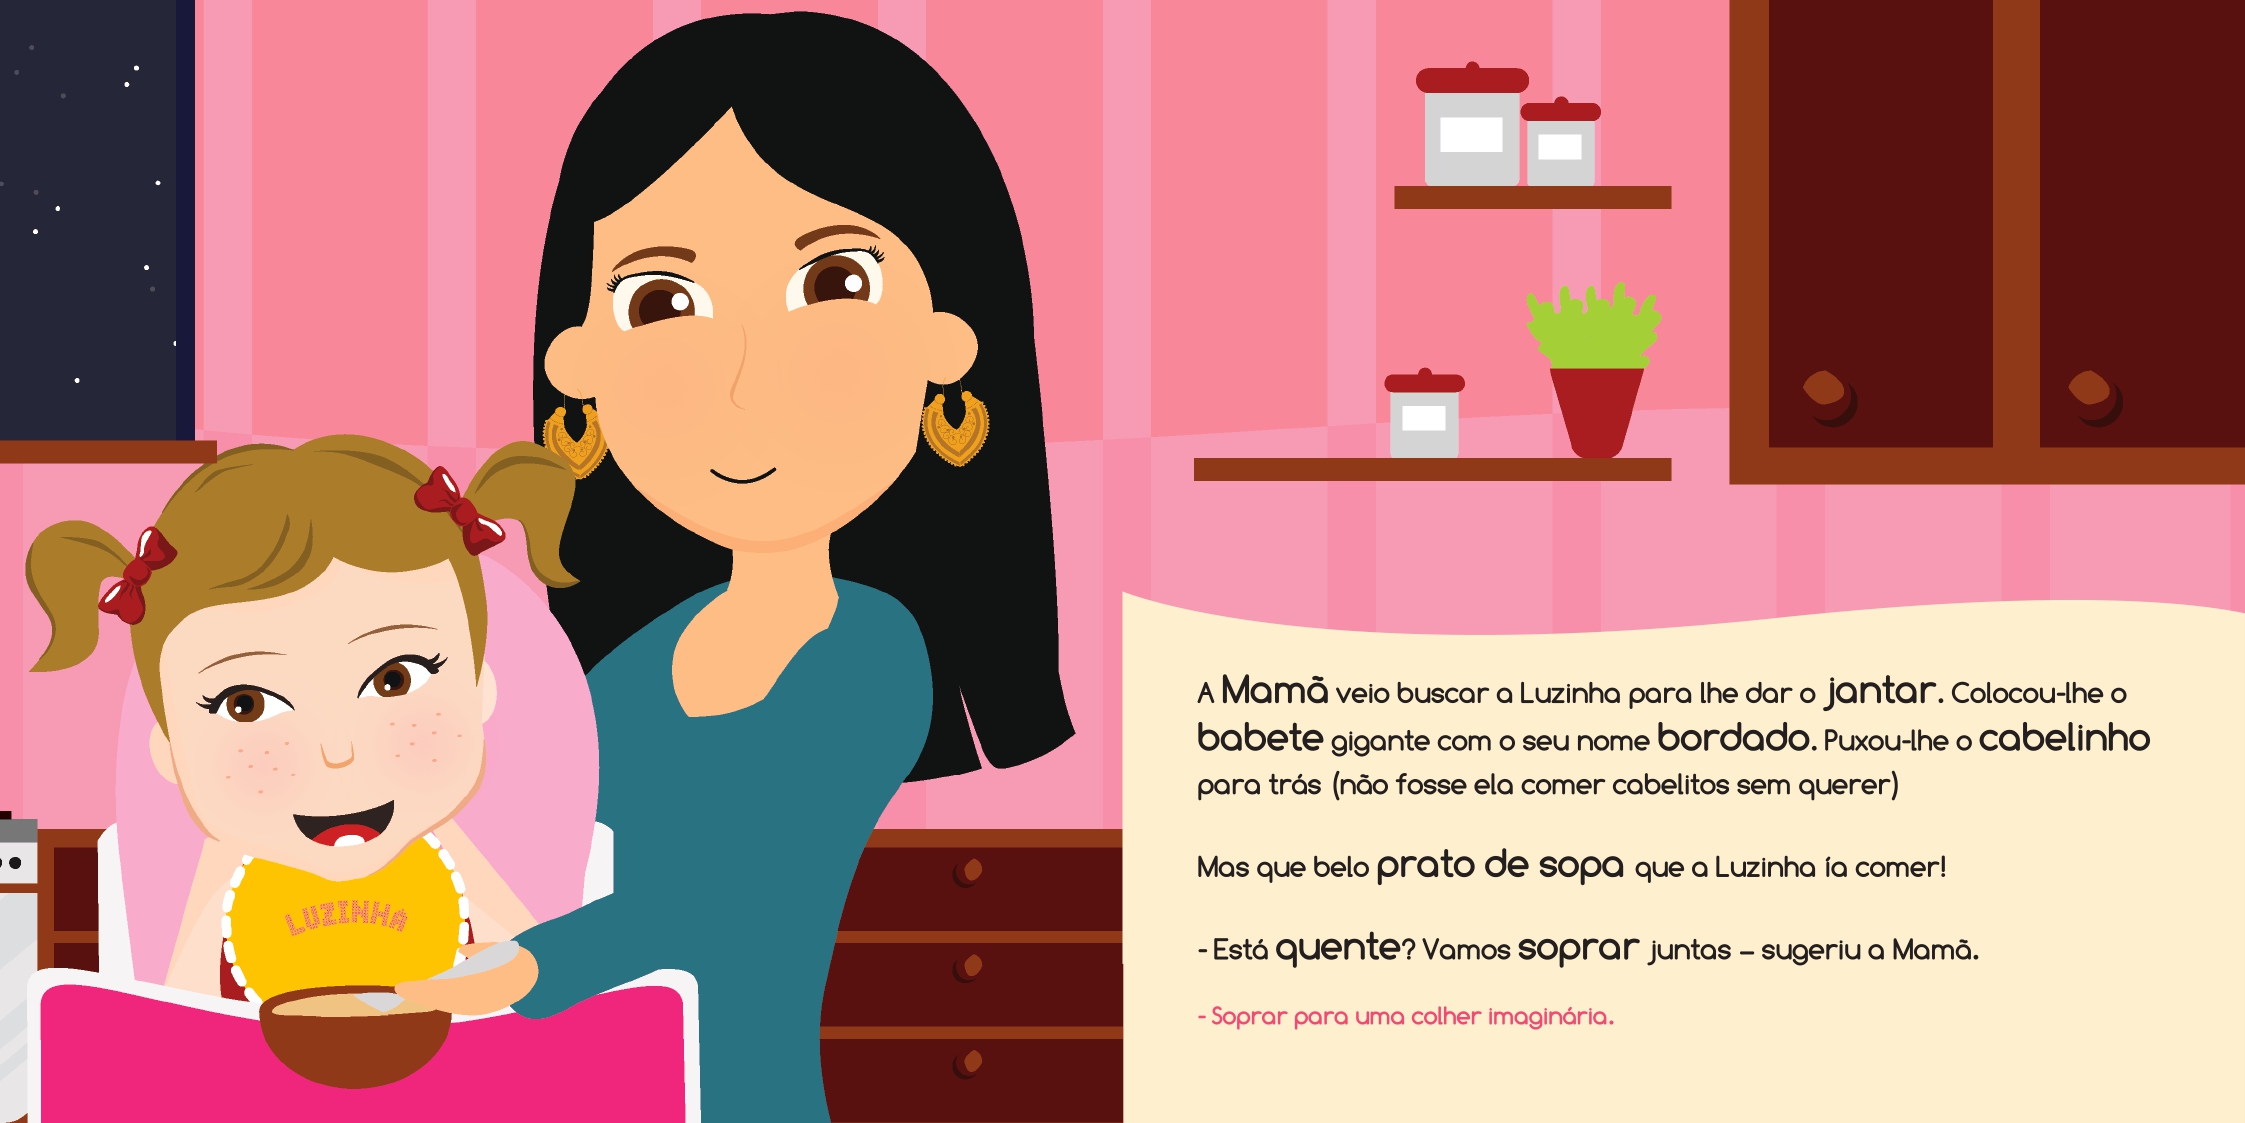 LUZINHA
A Mamã veio buscar a Luzinha para lhe dar o jantar. Colocou-lhe o
babete gigante com o seu nome bordado. Puxou-lhe o cabelinho
para trás (não fosse ela comer cabelitos sem querer)
Mas que belo prato de sopa que a Luzinha ía comer!
- Está quente? Vamos soprar juntas – sugeriu a Mamã.
- Soprar para uma colher imaginária.